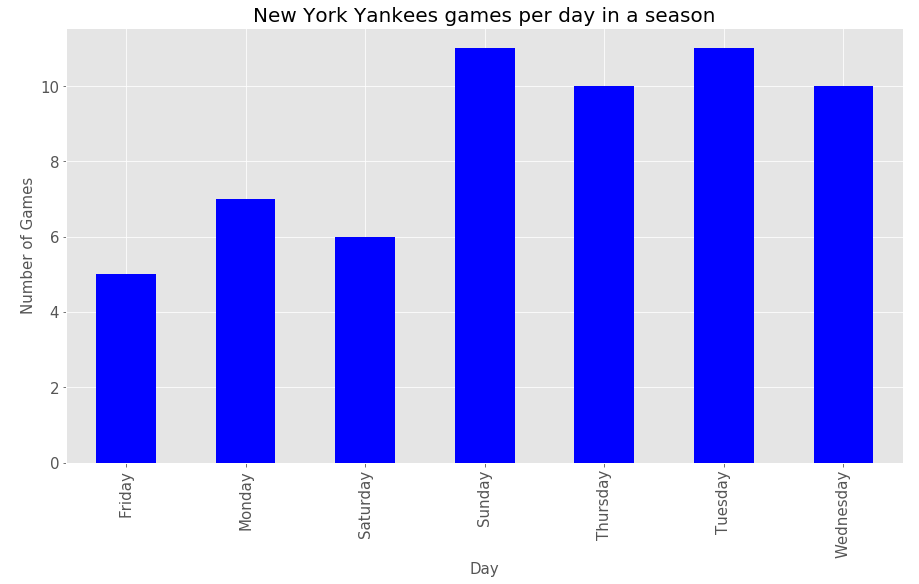 New York Yankees games per day in a season
Number of Games
10
8
6
4
2
0
Friday
Monday
Saturday
Sunday
Thursday
Tuesday
Wednesday
Day